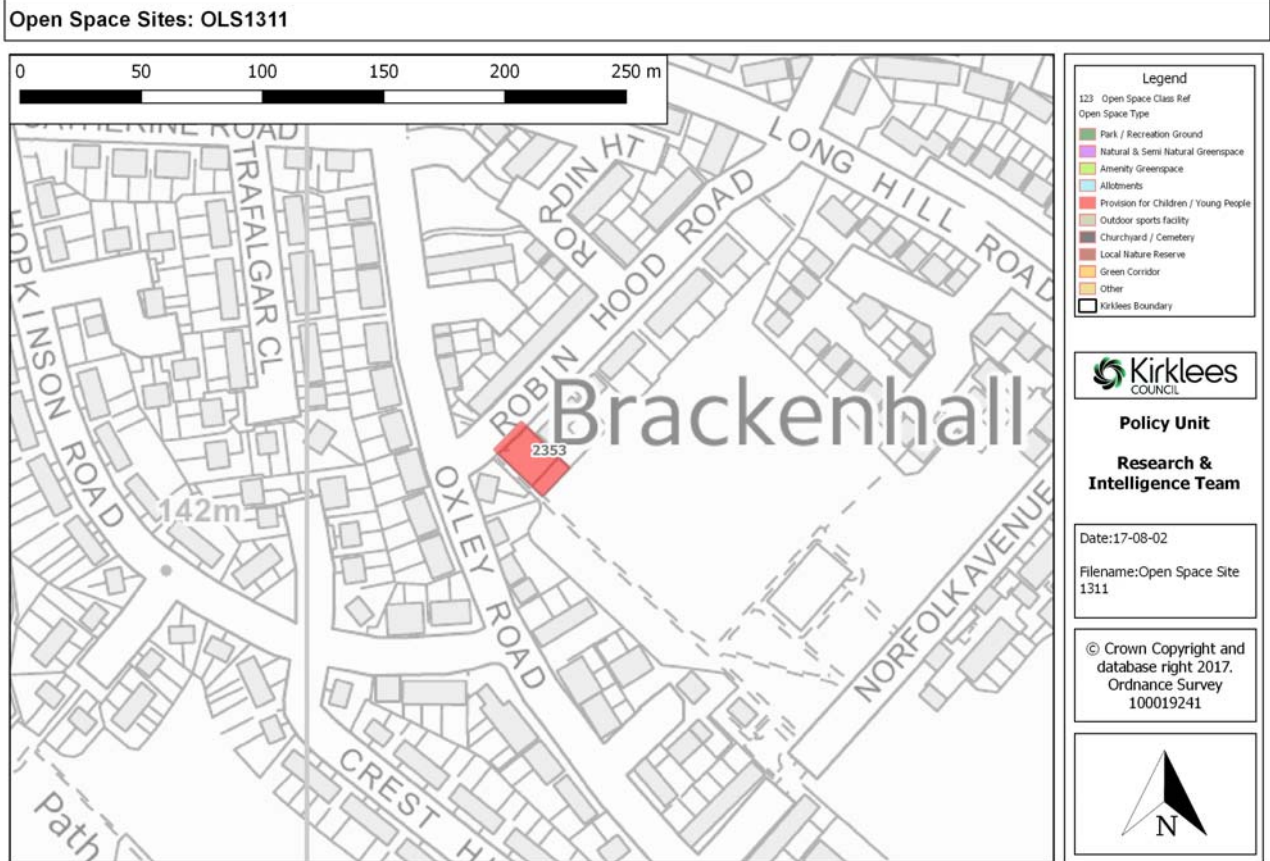 Open Space Sites: OLS1311
0 50 100 150 200 250 m
CATHERINE ROAD
TRAFALGAR CL
HOPKINSON ROAD
142m
RORDIN HT
ROBIN HOOD ROAD
LONG HILL ROAD
Brackenhall
2353
OXLEY ROAD
NORFOLK AVENUE
CREST H
Path
Legend
123 Open Space Class Ref
Open Space Type
Park / Recreation Ground
Natural & Semi Natural Greenspace
Amenity Greenspace
Allotments
Provision for Children / Young People
Outdoor sports facility
Churchyard / Cemetery
Local Nature Reserve
Green Corridor
Other
Kirklees Boundary
Kirklees
COUNCIL
Policy Unit
Research &
Intelligence Team
Date:17-08-02
Filename:Open Space Site
1311
© Crown Copyright and
database right 2017.
Ordnance Survey
100019241
N